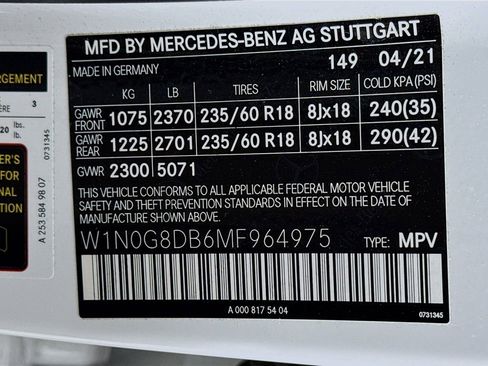 MFD BY MERCEDES-BENZ AG STUTTGART
MADE IN GERMANY 149 04/21
KG LB TIRES RIM SIZE COLD KPA (PSI)
GAWR FRONT 1075 2370 235/60 R18 8Jx18 240(35)
GAWR REAR 1225 2701 235/60 R18 8Jx18 290(42)
GVWR 2300 5071
THIS VEHICLE CONFORMS TO ALL APPLICABLE FEDERAL MOTOR VEHICLE
SAFETY AND THEFT PREVENTION STANDARDS IN EFFECT ON THE DATE
OF MANUFACTURE SHOWN ABOVE.
W1N0G8DB6MF964975 TYPE: MPV
A 000 817 54 04
0731345
3
20 lbs.
lb.
0731345
A 253 584 98 07